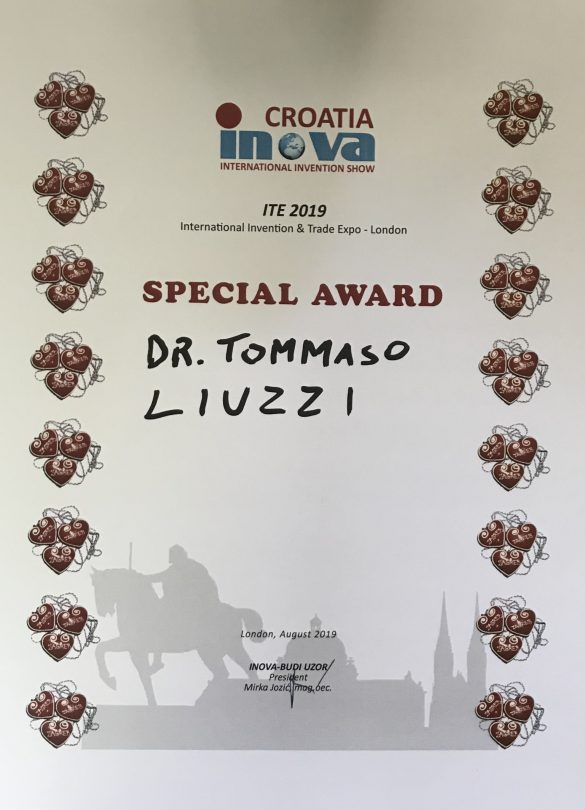 CROATIA
inova
INTERNATIONAL INVENTION SHOW
ITE 2019
International Invention & Trade Expo - London
SPECIAL AWARD
DR. TOMMASO
LIUZZI
London, August 2019
INOVA-BUDI UZOR
President
Mirka Jozić, mag.oec.